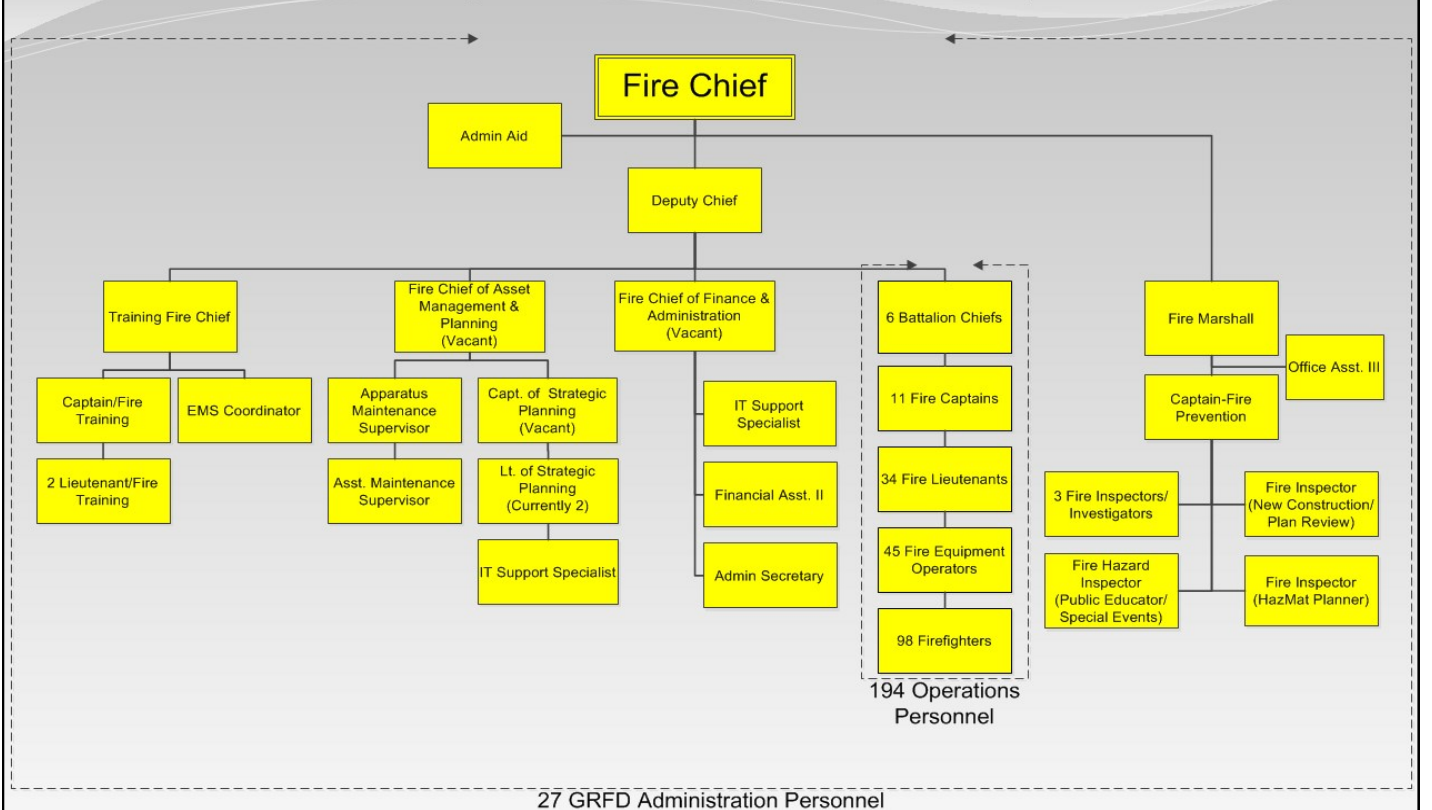 Fire Chief
Admin Aid
Deputy Chief
Training Fire Chief
Fire Chief of Asset
Management &
Planning
(Vacant)
Fire Chief of Finance &
Administration
(Vacant)
6 Battalion Chiefs
Fire Marshall
Office Asst. III
Captain/Fire
Training
EMS Coordinator
2 Lieutenant/Fire
Training
Apparatus
Maintenance
Supervisor
Capt. of Strategic
Planning
(Vacant)
Asst. Maintenance
Supervisor
Lt. of Strategic
Planning
(Currently 2)
IT Support Specialist
IT Support
Specialist
Financial Asst. II
Admin Secretary
11 Fire Captains
34 Fire Lieutenants
45 Fire Equipment
Operators
98 Firefighters
194 Operations
Personnel
Captain-Fire
Prevention
3 Fire Inspectors/
Investigators
Fire Inspector
(New Construction/
Plan Review)
Fire Hazard
Inspector
(Public Educator/
Special Events)
Fire Inspector
(HazMat Planner)
27 GRFD Administration Personnel